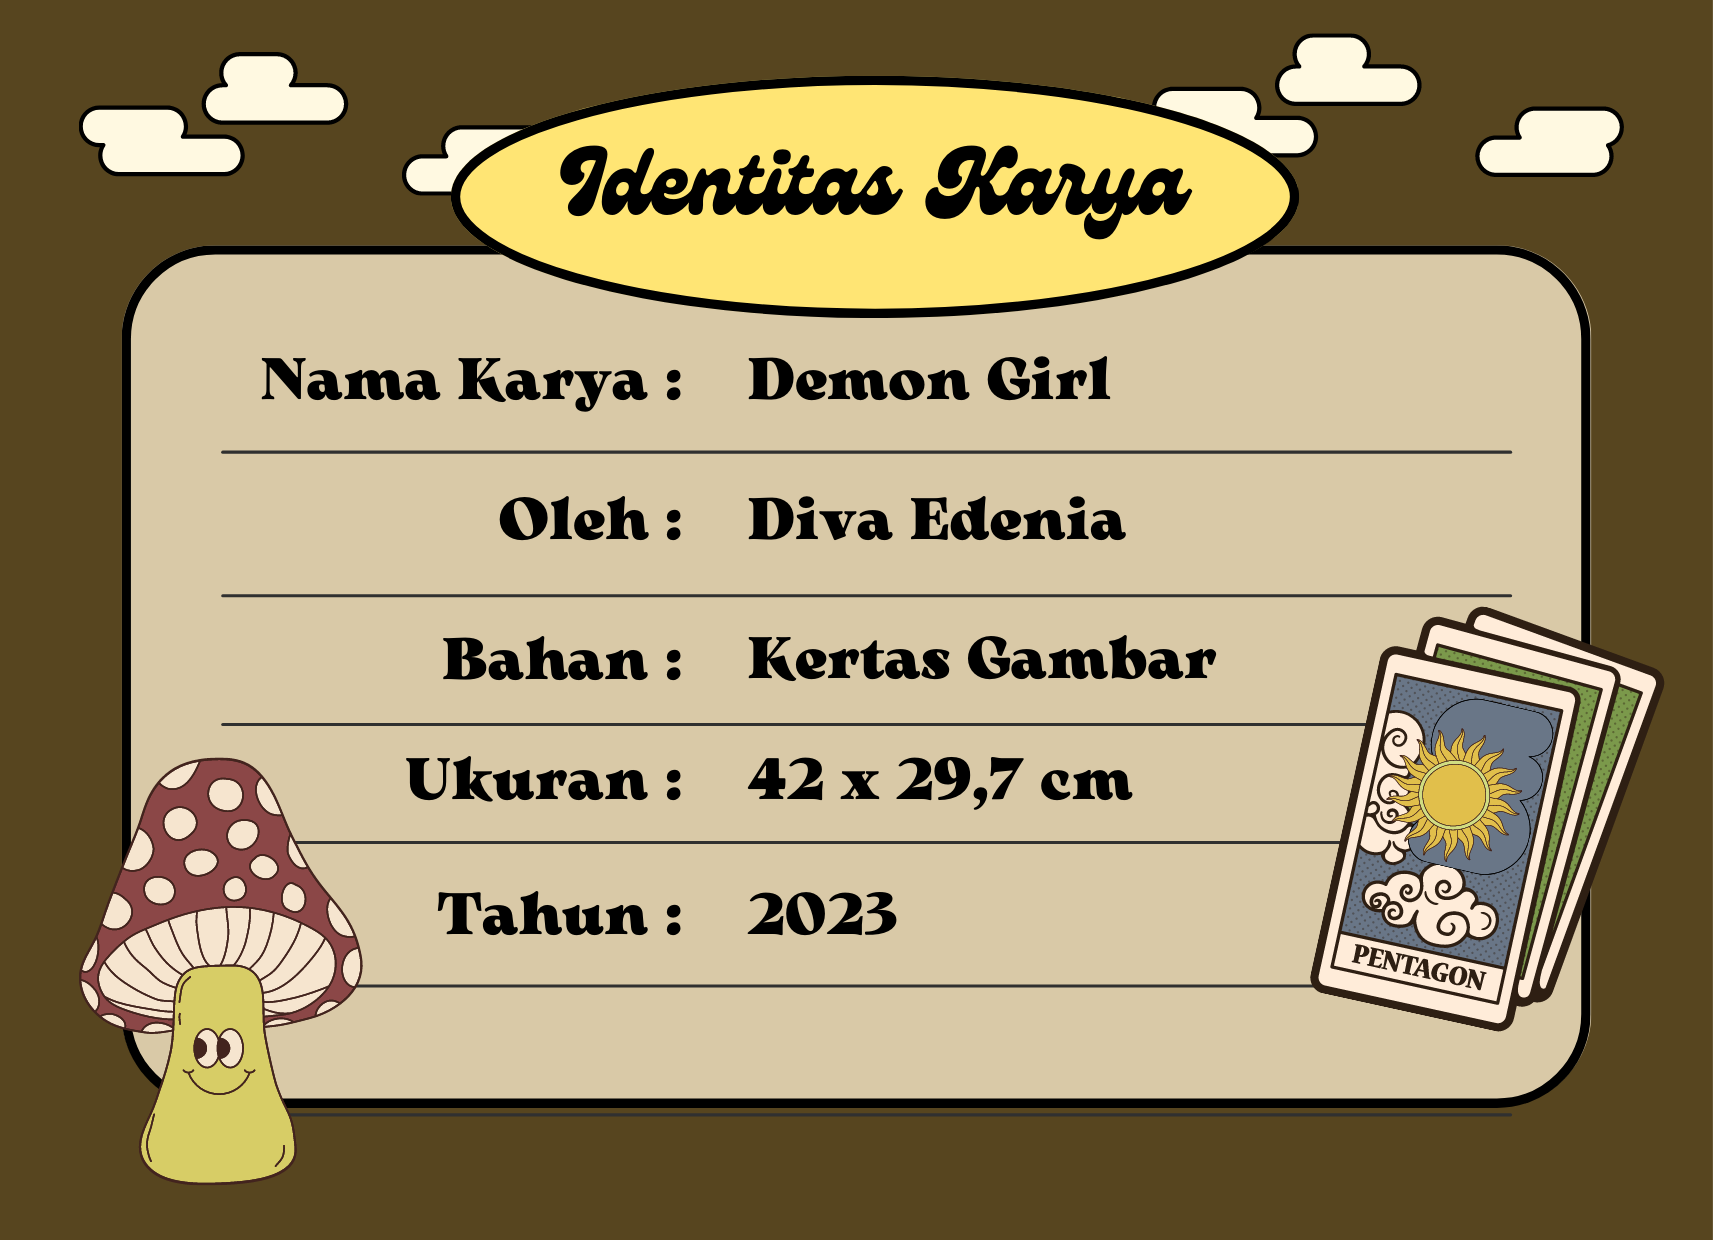 Identitas Karya
Nama Karya : Demon Girl
Oleh : Diva Edenia
Bahan : Kertas Gambar
Ukuran : 42 x 29,7 cm
Tahun : 2023
PENTAGON